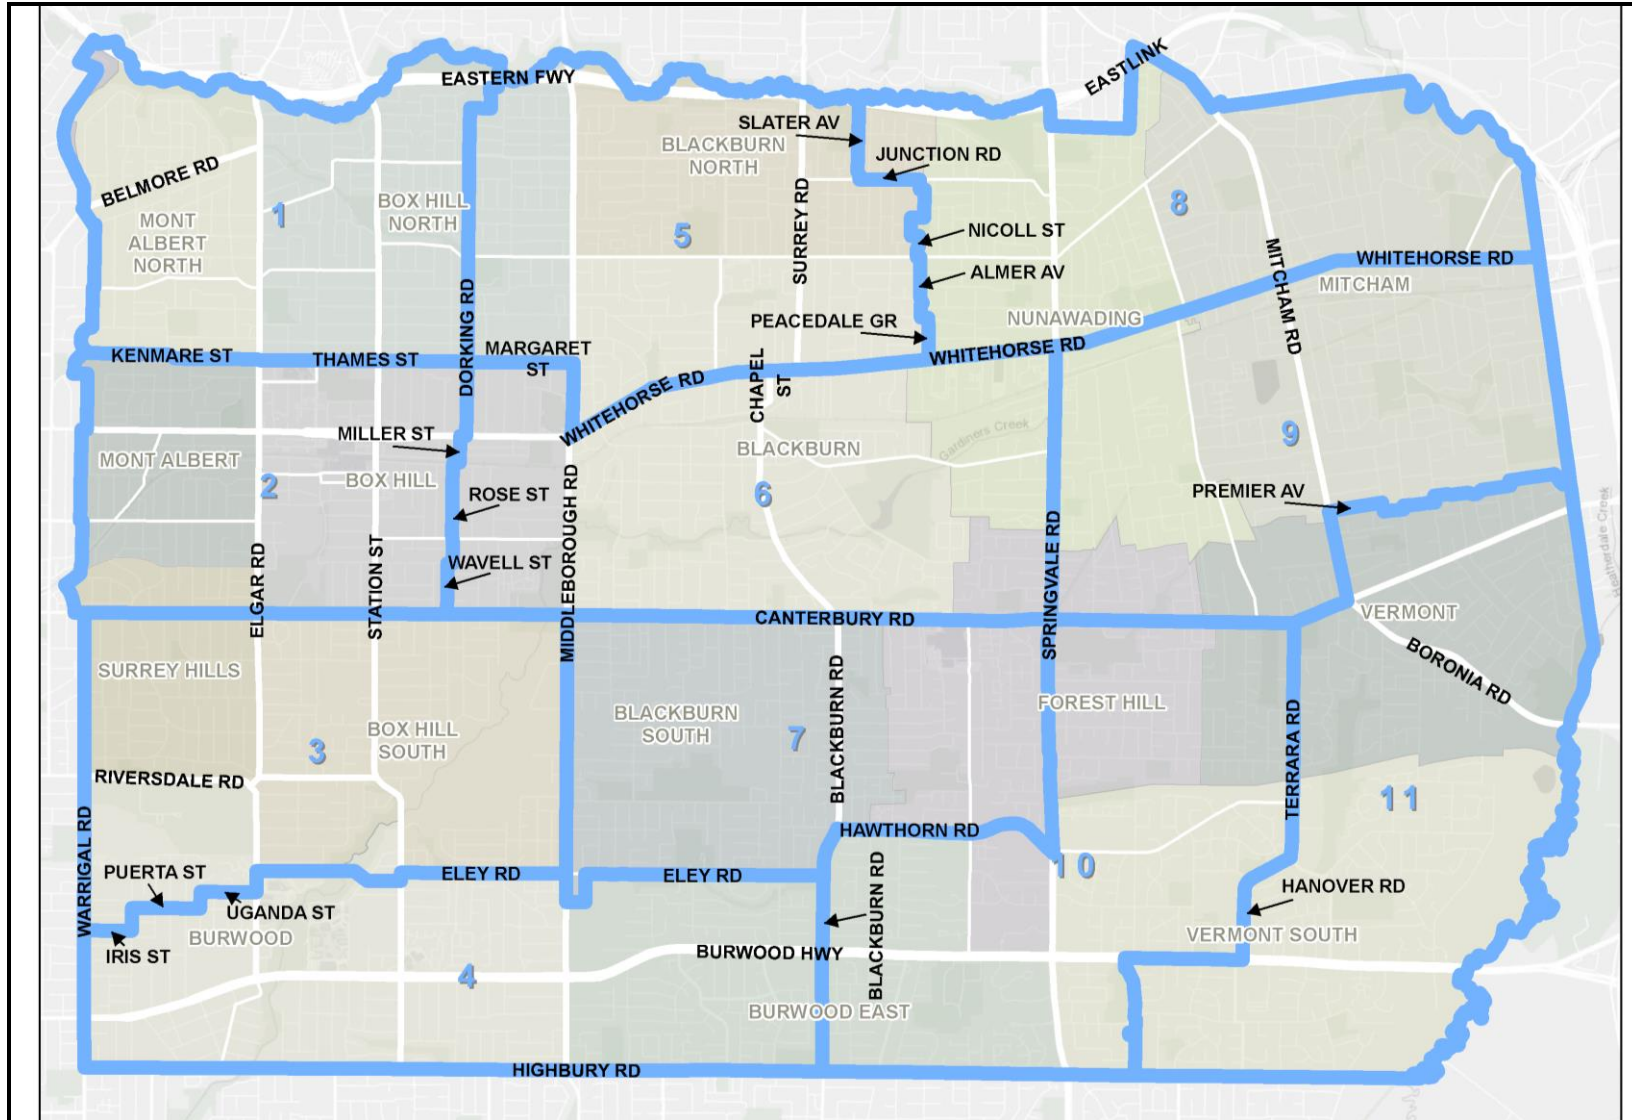 EASTERN FWY
EASTLINK
SLATER AV
BLACKBURN
NORTH
JUNCTION RD
BELMORE RD
MONT
ALBERT
NORTH
1
BOX HILL
NORTH
5
SURREY RD
8
NICOLL ST
ALMER AV
MITCHAM RD
WHITEHORSE RD
MITCHAM
DORKING RD
PEACEDALE GR
NUNAWADING
WHITEHORSE RD
KENMARE ST
THAMES ST
MARGARET
ST
WHITEHORSE RD
CHAPEL
ST
MILLER ST
Gardiners Creek
9
MONT ALBERT
2
BOX HILL
BLACKBURN
6
ROSE ST
PREMIER AV
MIDDLEBOROUGH RD
SPRINGVALE RD
Heatherdale Creek
WAVELL ST
ELGAR RD
STATION ST
CANTERBURY RD
VERMONT
BORONIA RD
SURREY HILLS
BOX HILL
SOUTH
3
BLACKBURN
SOUTH
7
BLACKBURN RD
FOREST HILL
TERRARA RD
11
RIVERSDALE RD
WARRIGAL RD
HAWTHORN RD
10
PUERTA ST
ELEY RD
ELEY RD
BLACKBURN RD
HANOVER RD
UGANDA ST
BURWOOD
IRIS ST
VERMONT SOUTH
BURWOOD HWY
4
BURWOOD EAST
HIGHBURY RD